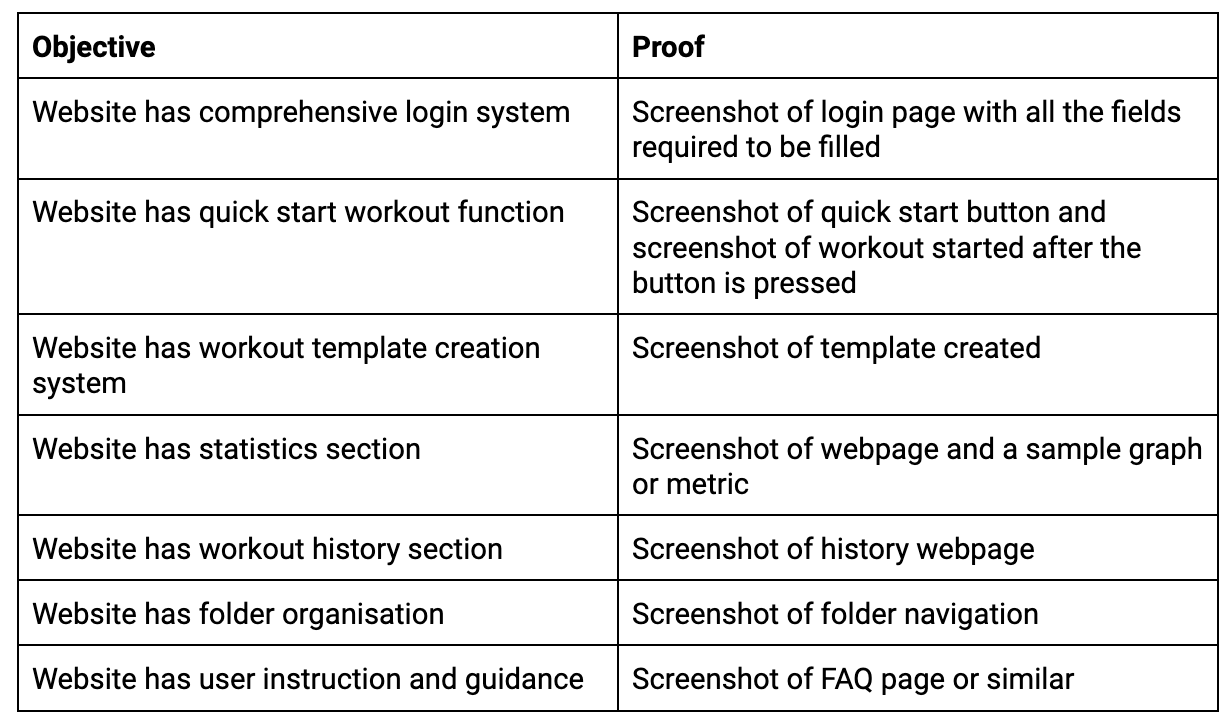 Objective
Proof
Website has comprehensive login system
Screenshot of login page with all the fields
required to be filled
Website has quick start workout function
Screenshot of quick start button and
screenshot of workout started after the
button is pressed
Website has workout template creation
system
Screenshot of template created
Website has statistics section
Screenshot of webpage and a sample graph
or metric
Website has workout history section
Screenshot of history webpage
Website has folder organisation
Screenshot of folder navigation
Website has user instruction and guidance
Screenshot of FAQ page or similar